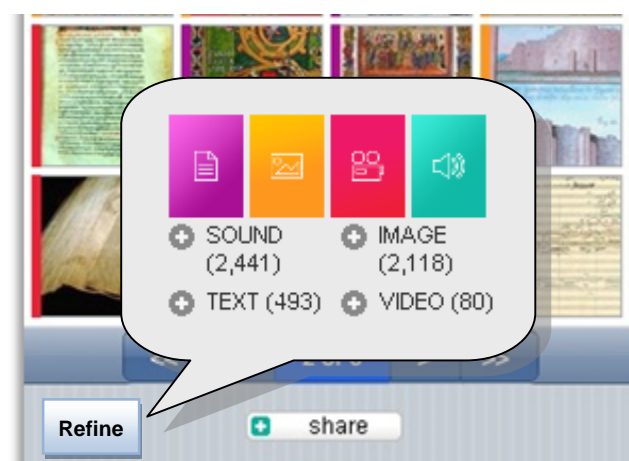 SOUND
(2,441)
IMAGE
(2,118)
TEXT (493)
VIDEO (80)
Refine
share